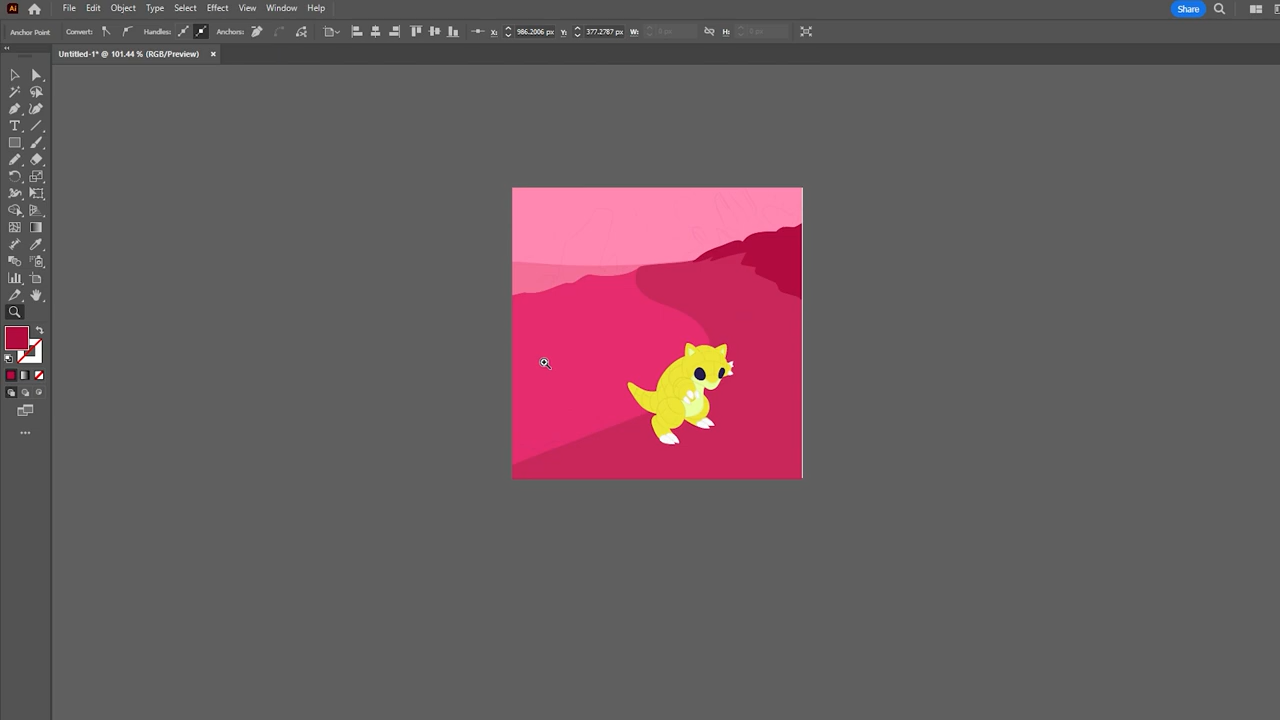 Ai File Edit Object Type Select Effect View Window Help Share
Anchor Point Convert: Handles: Anchors: X: 986.2006 px Y: 377.2787 px W: 0 px H: 0 px
Untitled-1* @ 101.44 % (RGB/Preview) ×